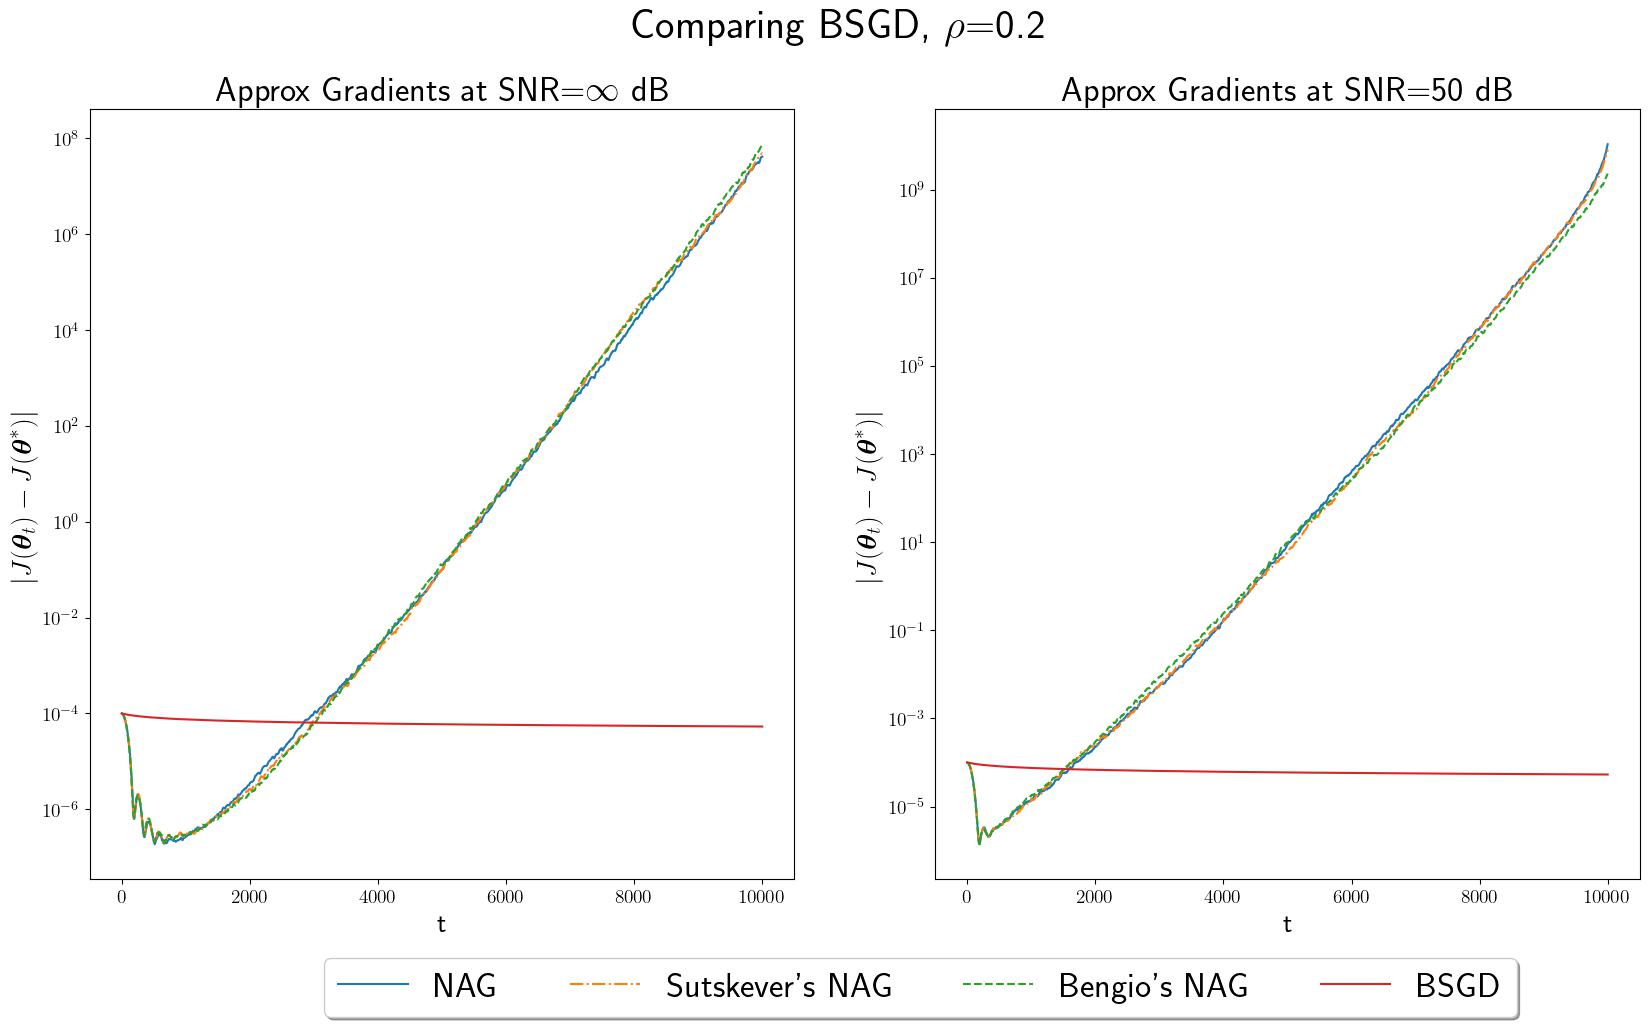 Comparing BSGD, ρ=0.2
Approx Gradients at SNR=∞ dB
10^8
10^6
10^4
10^2
10^0
10^−2
10^−4
10^−6
|J(θ_t) − J(θ*)|
0 2000 4000 6000 8000 10000
t
Approx Gradients at SNR=50 dB
10^9
10^7
10^5
10^3
10^1
10^−1
10^−3
10^−5
|J(θ_t) − J(θ*)|
0 2000 4000 6000 8000 10000
t
NAG Sutskever's NAG Bengio's NAG BSGD